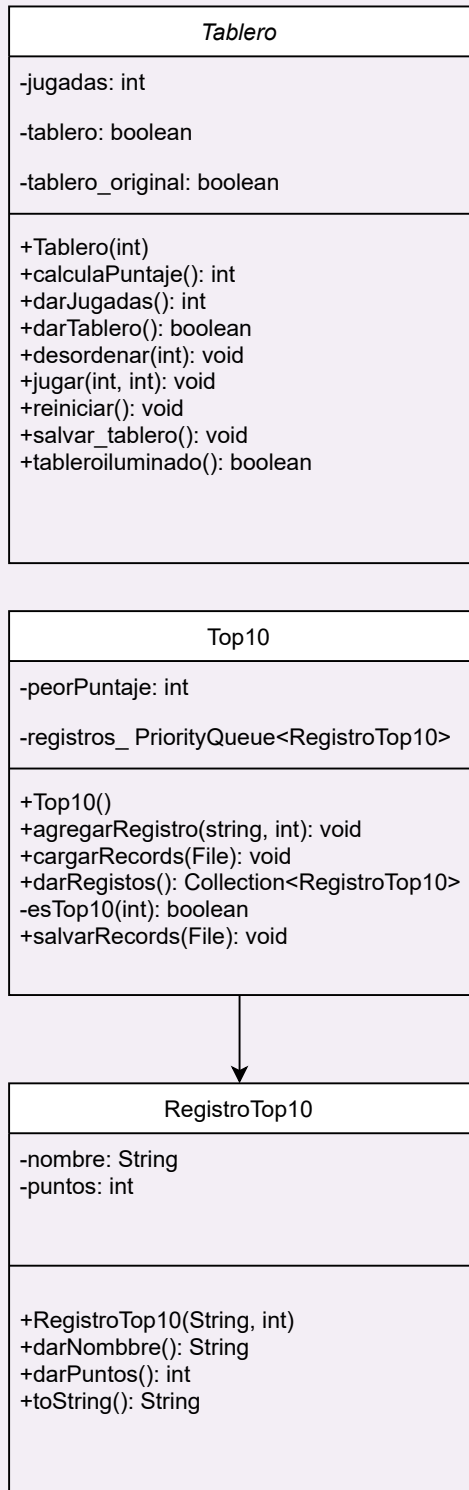 Tablero
-jugadas: int
-tablero: boolean
-tablero_original: boolean
+Tablero(int)
+calculaPuntaje(): int
+darJugadas(): int
+darTablero(): boolean
+desordenar(int): void
+jugar(int, int): void
+reiniciar(): void
+salvar_tablero(): void
+tableroiluminado(): boolean
Top10
-peorPuntaje: int
-registros_ PriorityQueue<RegistroTop10>
+Top10()
+agregarRegistro(string, int): void
+cargarRecords(File): void
+darRegistos(): Collection<RegistroTop10>
-esTop10(int): boolean
+salvarRecords(File): void
RegistroTop10
-nombre: String
-puntos: int
+RegistroTop10(String, int)
+darNombbre(): String
+darPuntos(): int
+toString(): String